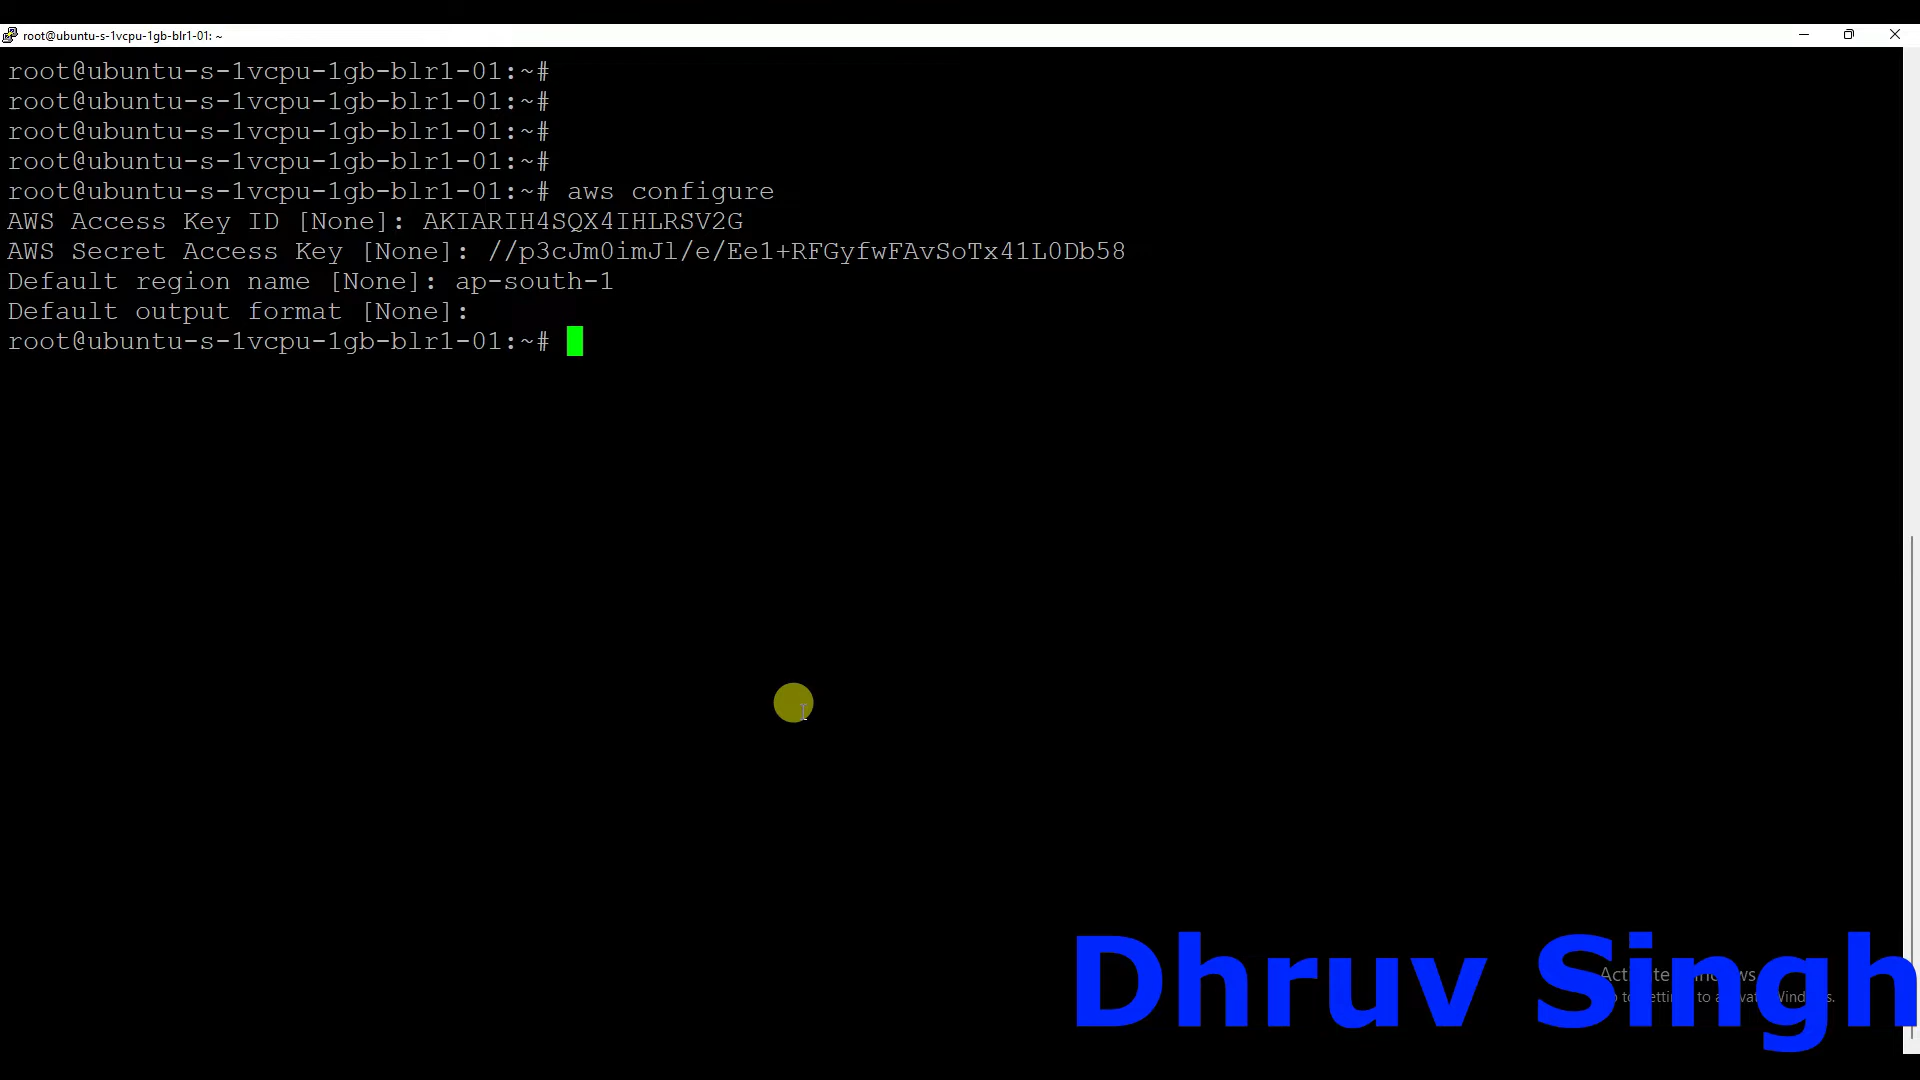 root@ubuntu-s-1vcpu-1gb-blr1-01: ~
root@ubuntu-s-1vcpu-1gb-blr1-01:~#
root@ubuntu-s-1vcpu-1gb-blr1-01:~#
root@ubuntu-s-1vcpu-1gb-blr1-01:~#
root@ubuntu-s-1vcpu-1gb-blr1-01:~#
root@ubuntu-s-1vcpu-1gb-blr1-01:~# aws configure
AWS Access Key ID [None]: AKIARIH4SQX4IHLRSV2G
AWS Secret Access Key [None]: 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
Default region name [None]: ap-south-1
Default output format [None]:
root@ubuntu-s-1vcpu-1gb-blr1-01:~#
Dhruv Singh